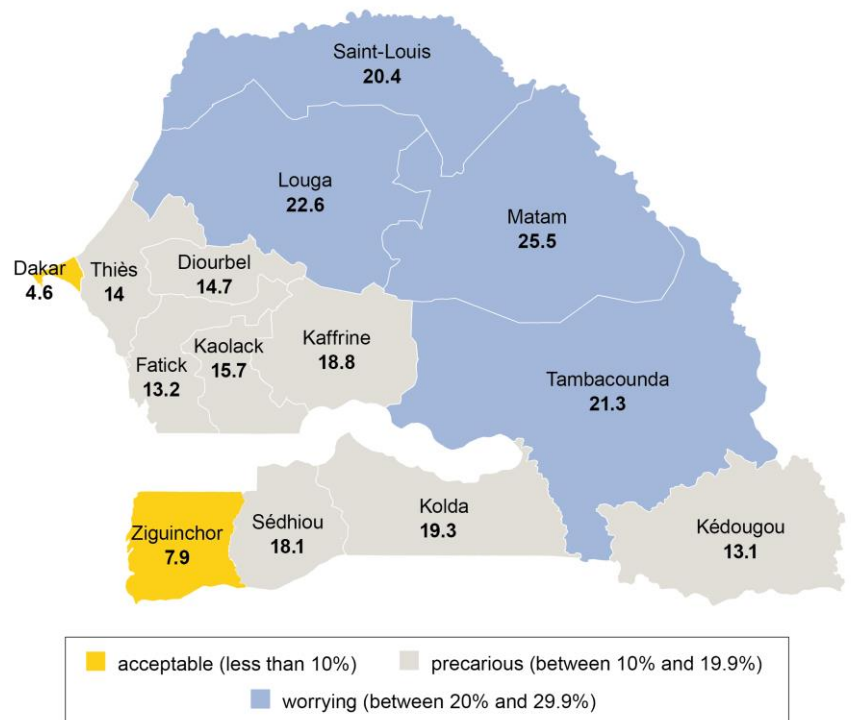 Saint-Louis
20.4
Louga
22.6
Matam
25.5
Dakar
4.6
Thiès
14
Diourbel
14.7
Fatick
13.2
Kaolack
15.7
Kaffrine
18.8
Tambacounda
21.3
Ziguinchor
7.9
Sédhiou
18.1
Kolda
19.3
Kédougou
13.1
acceptable (less than 10%)
precarious (between 10% and 19.9%)
worrying (between 20% and 29.9%)